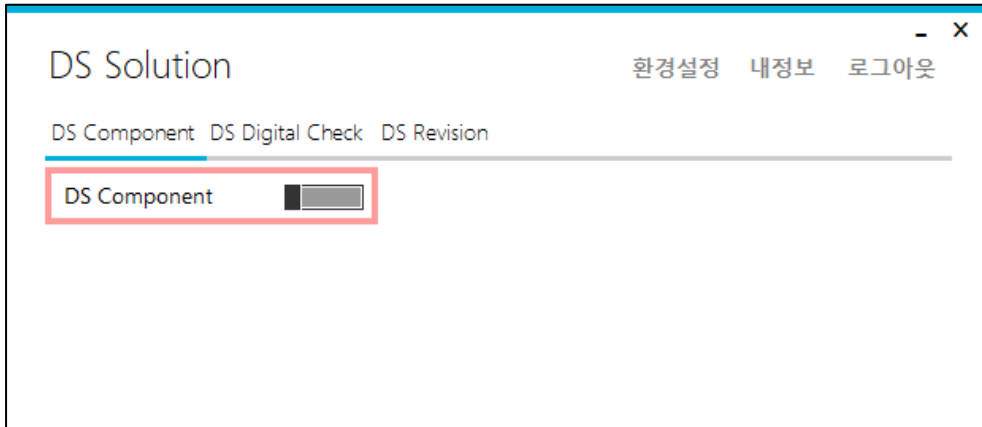 DS Solution
환경설정 내정보 로그아웃
DS Component DS Digital Check DS Revision
DS Component